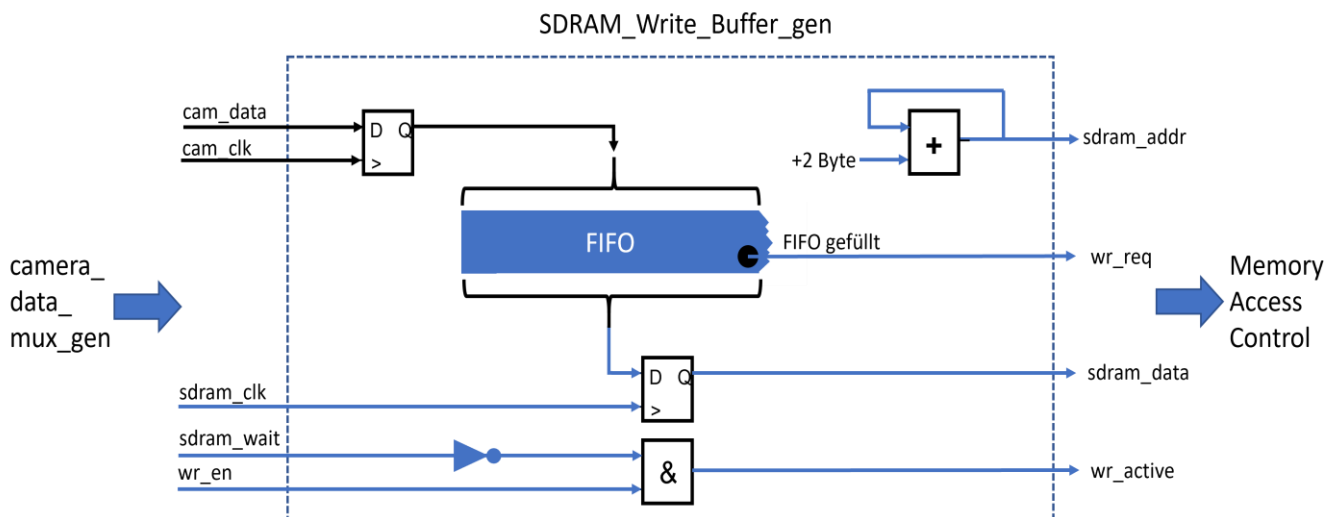 SDRAM_Write_Buffer_gen
cam_data
cam_clk
D Q
>
+2 Byte
+
sdram_addr
FIFO
FIFO gefüllt
wr_req
camera_
data_
mux_gen
Memory
Access
Control
D Q
>
sdram_data
sdram_clk
sdram_wait
wr_en
&
wr_active